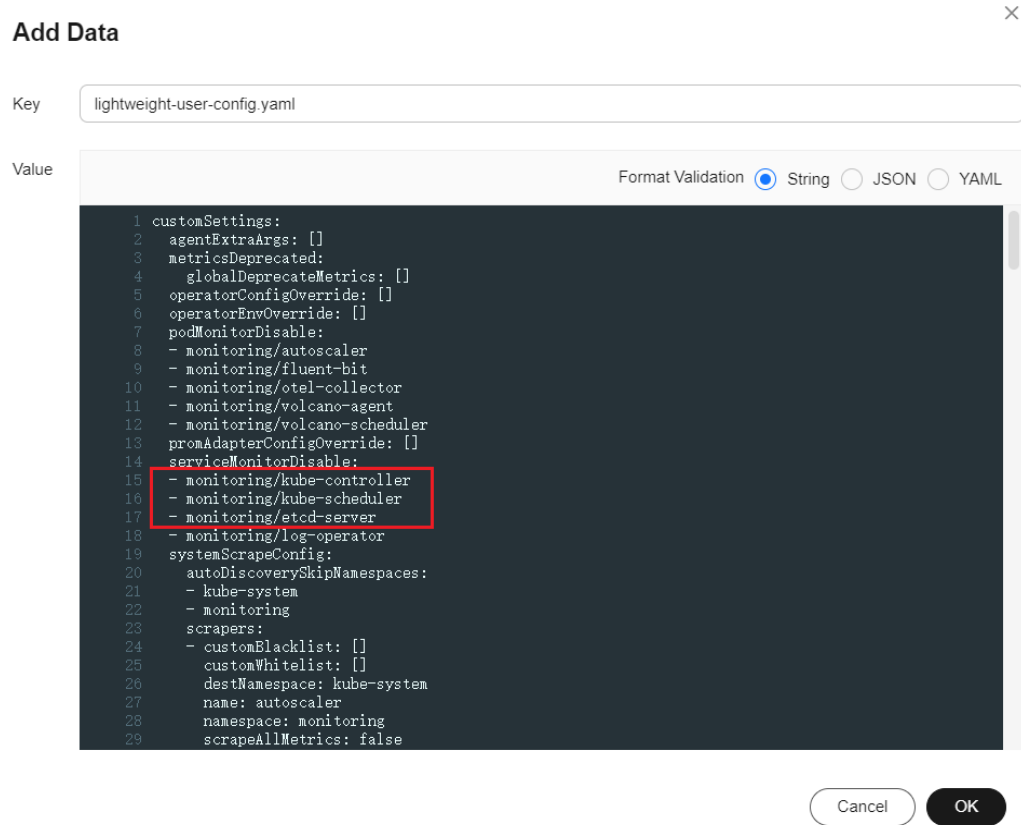 Add Data
Key
lightweight-user-config.yaml
Value
Format Validation String JSON YAML
1 customSettings:
2   agentExtraArgs: []
3   metricsDeprecated:
4     globalDeprecateMetrics: []
5   operatorConfigOverride: []
6   operatorEnvOverride: []
7   podMonitorDisable:
8   - monitoring/autoscaler
9   - monitoring/fluent-bit
10   - monitoring/otel-collector
11   - monitoring/volcano-agent
12   - monitoring/volcano-scheduler
13   promAdapterConfigOverride: []
14   serviceMonitorDisable:
15   - monitoring/kube-controller
16   - monitoring/kube-scheduler
17   - monitoring/etcd-server
18   - monitoring/log-operator
19   systemScrapeConfig:
20     autoDiscoverySkipNamespaces:
21     - kube-system
22     - monitoring
23     scrapers:
24     - customBlacklist: []
25       customWhitelist: []
26       destNamespace: kube-system
27       name: autoscaler
28       namespace: monitoring
29       scrapeAllMetrics: false
Cancel OK